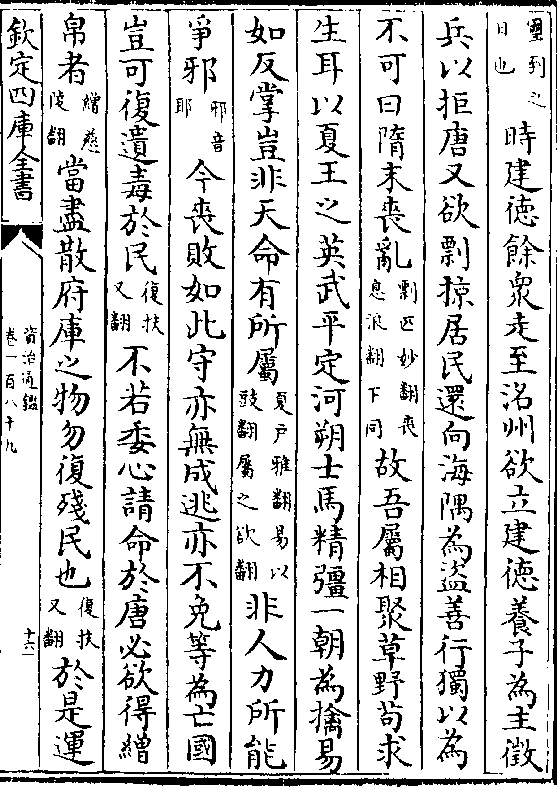 璽到之
日也
時建徳餘衆走至洺州欲立建徳養子為主徴
兵以拒唐又欲剽掠居民還向海隅為盜善行獨以為
不可曰隋末喪亂
剽匹妙翻喪
息浪翻下同
故吾屬相聚草野苟求
生耳以夏王之英武平定河朔士馬精彊一朝為擒易
如反掌豈非天命有所屬
夏户雅翻易以
豉翻屬之欲翻
非人力所能
爭邪
邪音
耶
今喪敗如此守亦無成逃亦不免等為亡國
豈可復遺毒於民
復扶
又翻
不若委心請命於唐必欲得繒
帛者
繒慈
陵翻
當盡散府庫之物勿復殘民也
復扶
又翻
於是運
欽定四庫全書
資治通鑑
卷一百八十九
十六